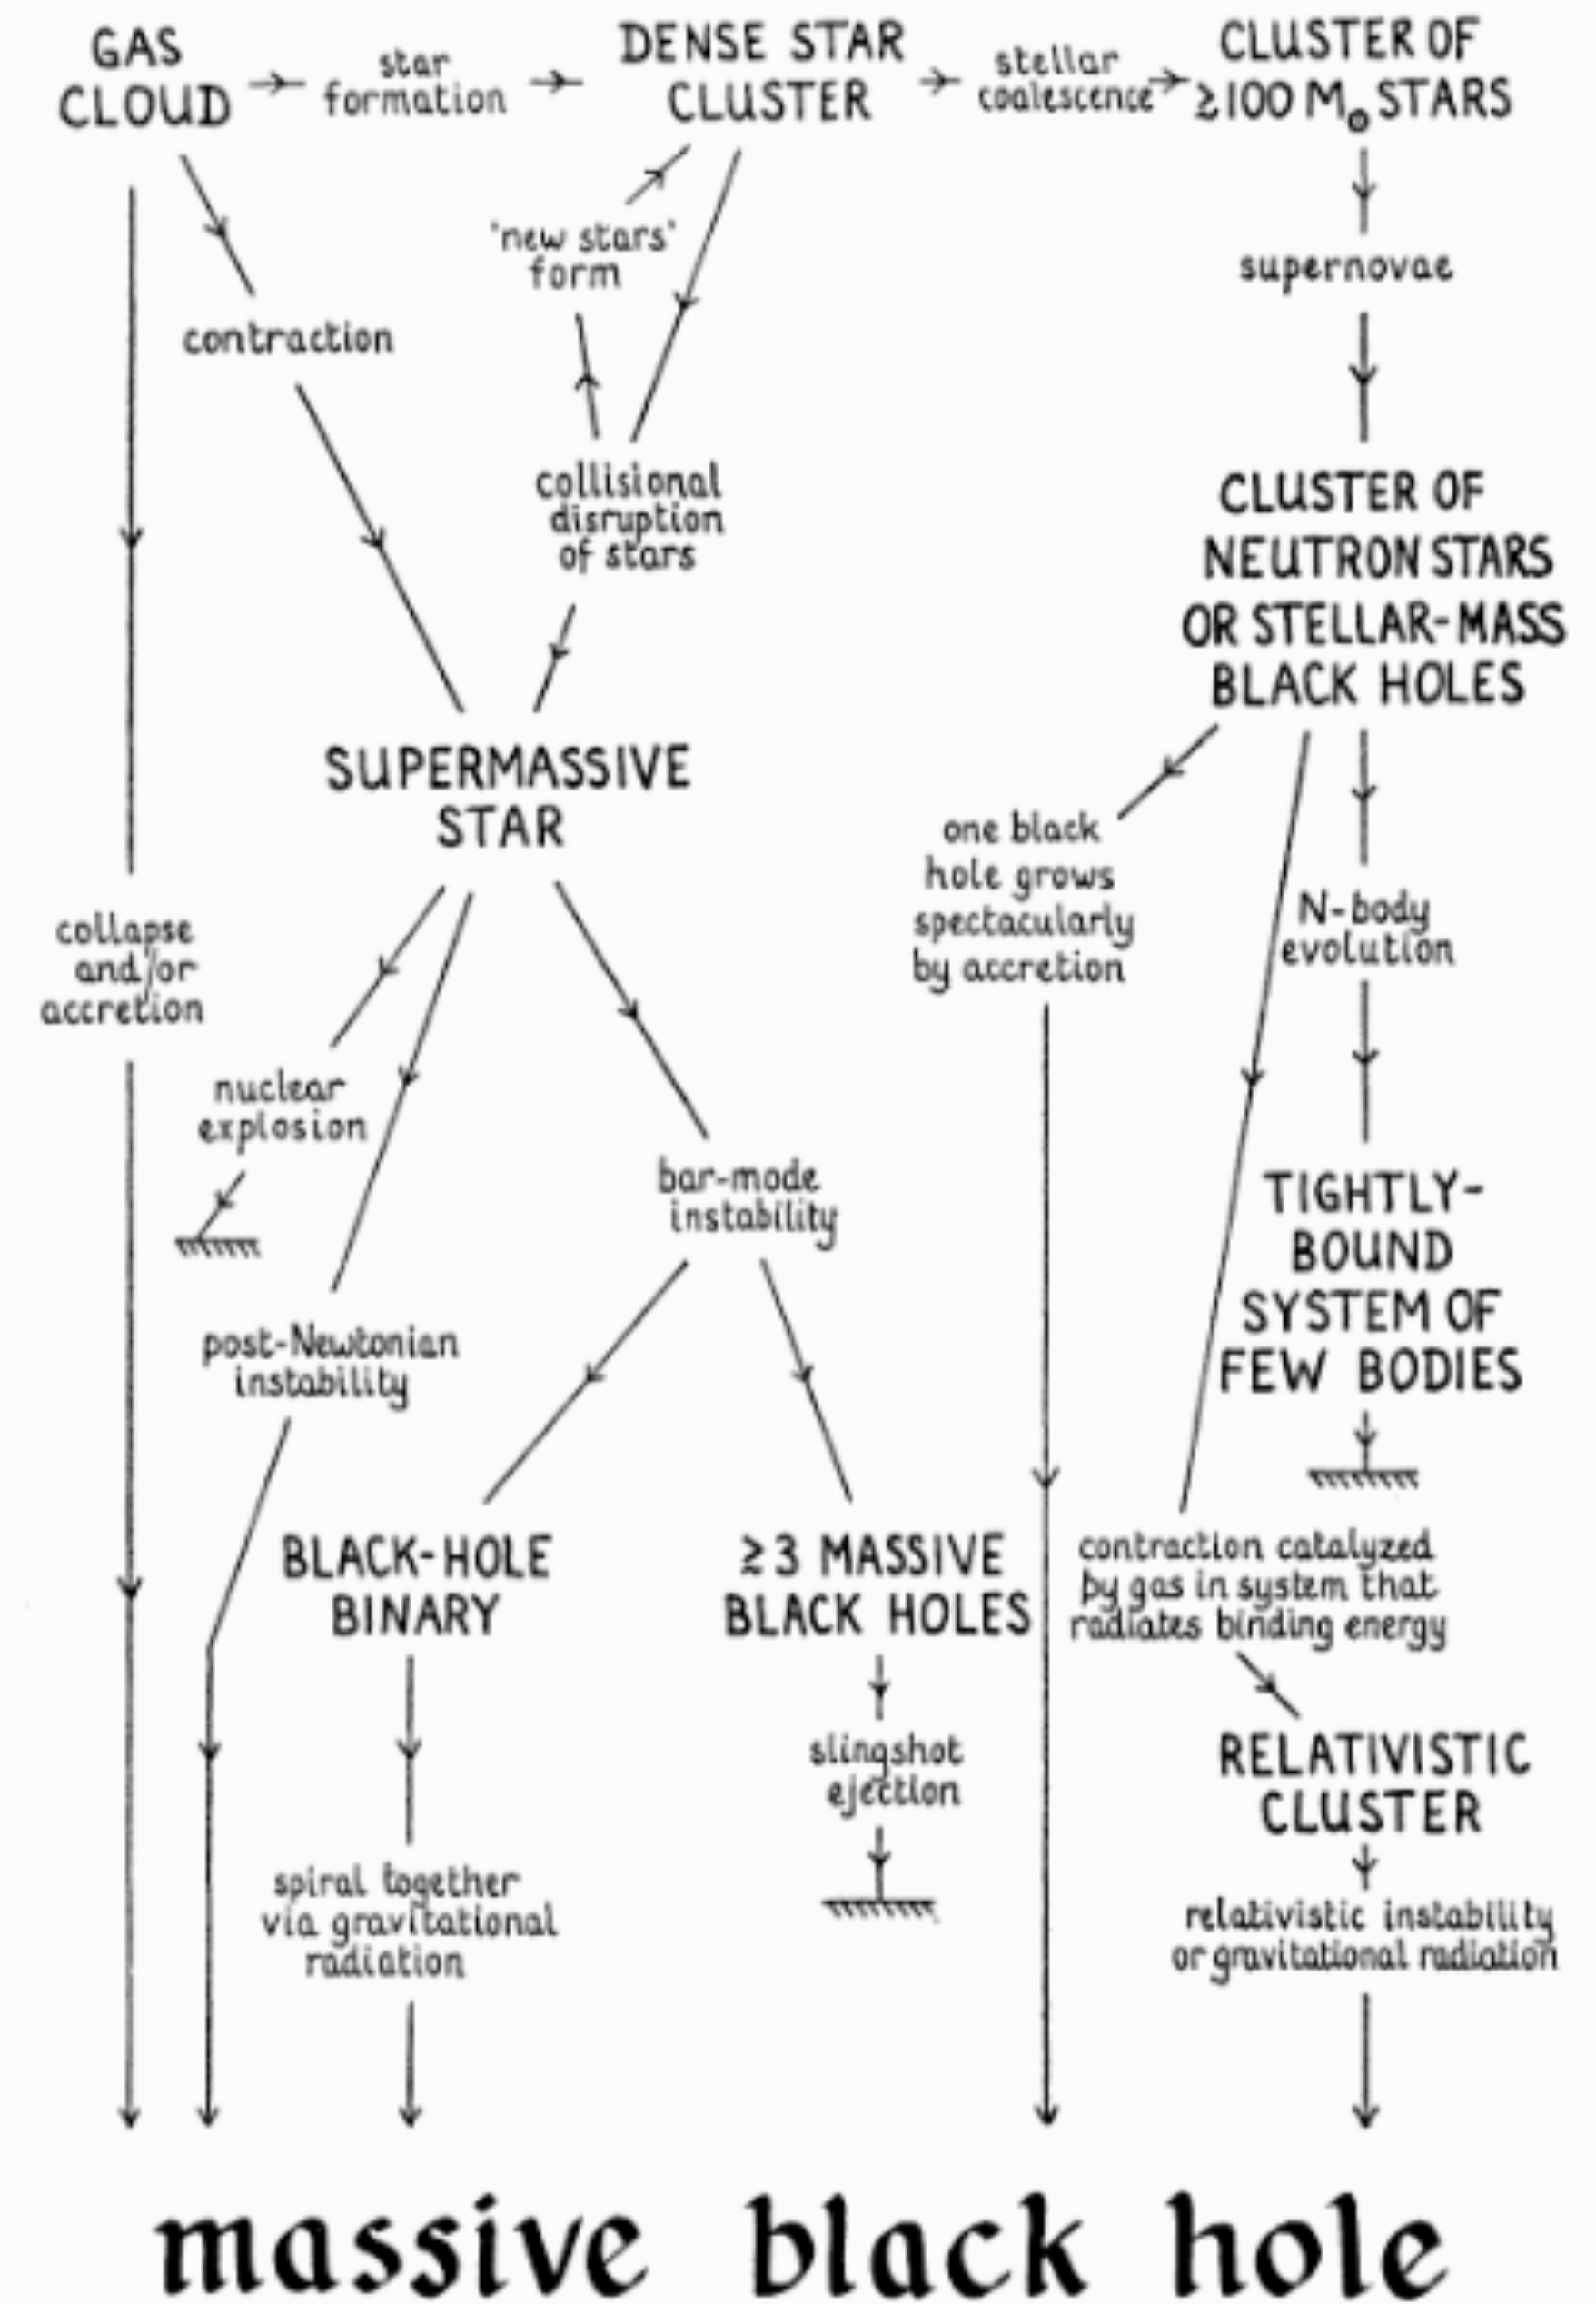 GAS
CLOUD
star
formation
DENSE STAR
CLUSTER
stellar
coalescence
CLUSTER OF
≥100 M⊙ STARS
'new stars'
form
supernovae
contraction
collisional
disruption
of stars
CLUSTER OF
NEUTRON STARS
OR STELLAR-MASS
BLACK HOLES
SUPERMASSIVE
STAR
one black
hole grows
spectacularly
by accretion
N-body
evolution
collapse
and/or
accretion
nuclear
explosion
bar-mode
instability
TIGHTLY-
BOUND
SYSTEM OF
FEW BODIES
post-Newtonian
instability
BLACK-HOLE
BINARY
≥3 MASSIVE
BLACK HOLES
contraction catalyzed
by gas in system that
radiates binding energy
slingshot
ejection
RELATIVISTIC
CLUSTER
spiral together
via gravitational
radiation
relativistic instability
or gravitational radiation
massive black hole